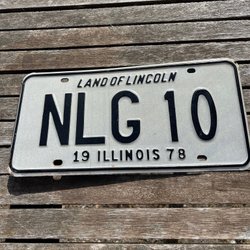 LAND OF LINCOLN
NLG 10
19 ILLINOIS 78